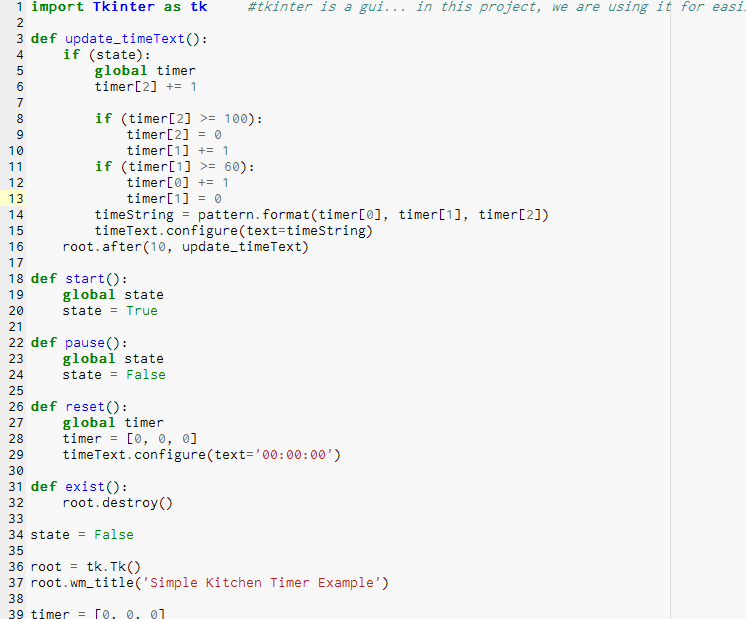 1 import Tkinter as tk #tkinter is a gui... in this project, we are using it for easi
2
3 def update_timeText():
4 if (state):
5 global timer
6 timer[2] += 1
7
8 if (timer[2] >= 100):
9 timer[2] = 0
10 timer[1] += 1
11 if (timer[1] >= 60):
12 timer[0] += 1
13 timer[1] = 0
14 timeString = pattern.format(timer[0], timer[1], timer[2])
15 timeText.configure(text=timeString)
16 root.after(10, update_timeText)
17
18 def start():
19 global state
20 state = True
21
22 def pause():
23 global state
24 state = False
25
26 def reset():
27 global timer
28 timer = [0, 0, 0]
29 timeText.configure(text='00:00:00')
30
31 def exist():
32 root.destroy()
33
34 state = False
35
36 root = tk.Tk()
37 root.wm_title('Simple Kitchen Timer Example')
38
39 timer = [0, 0, 0]